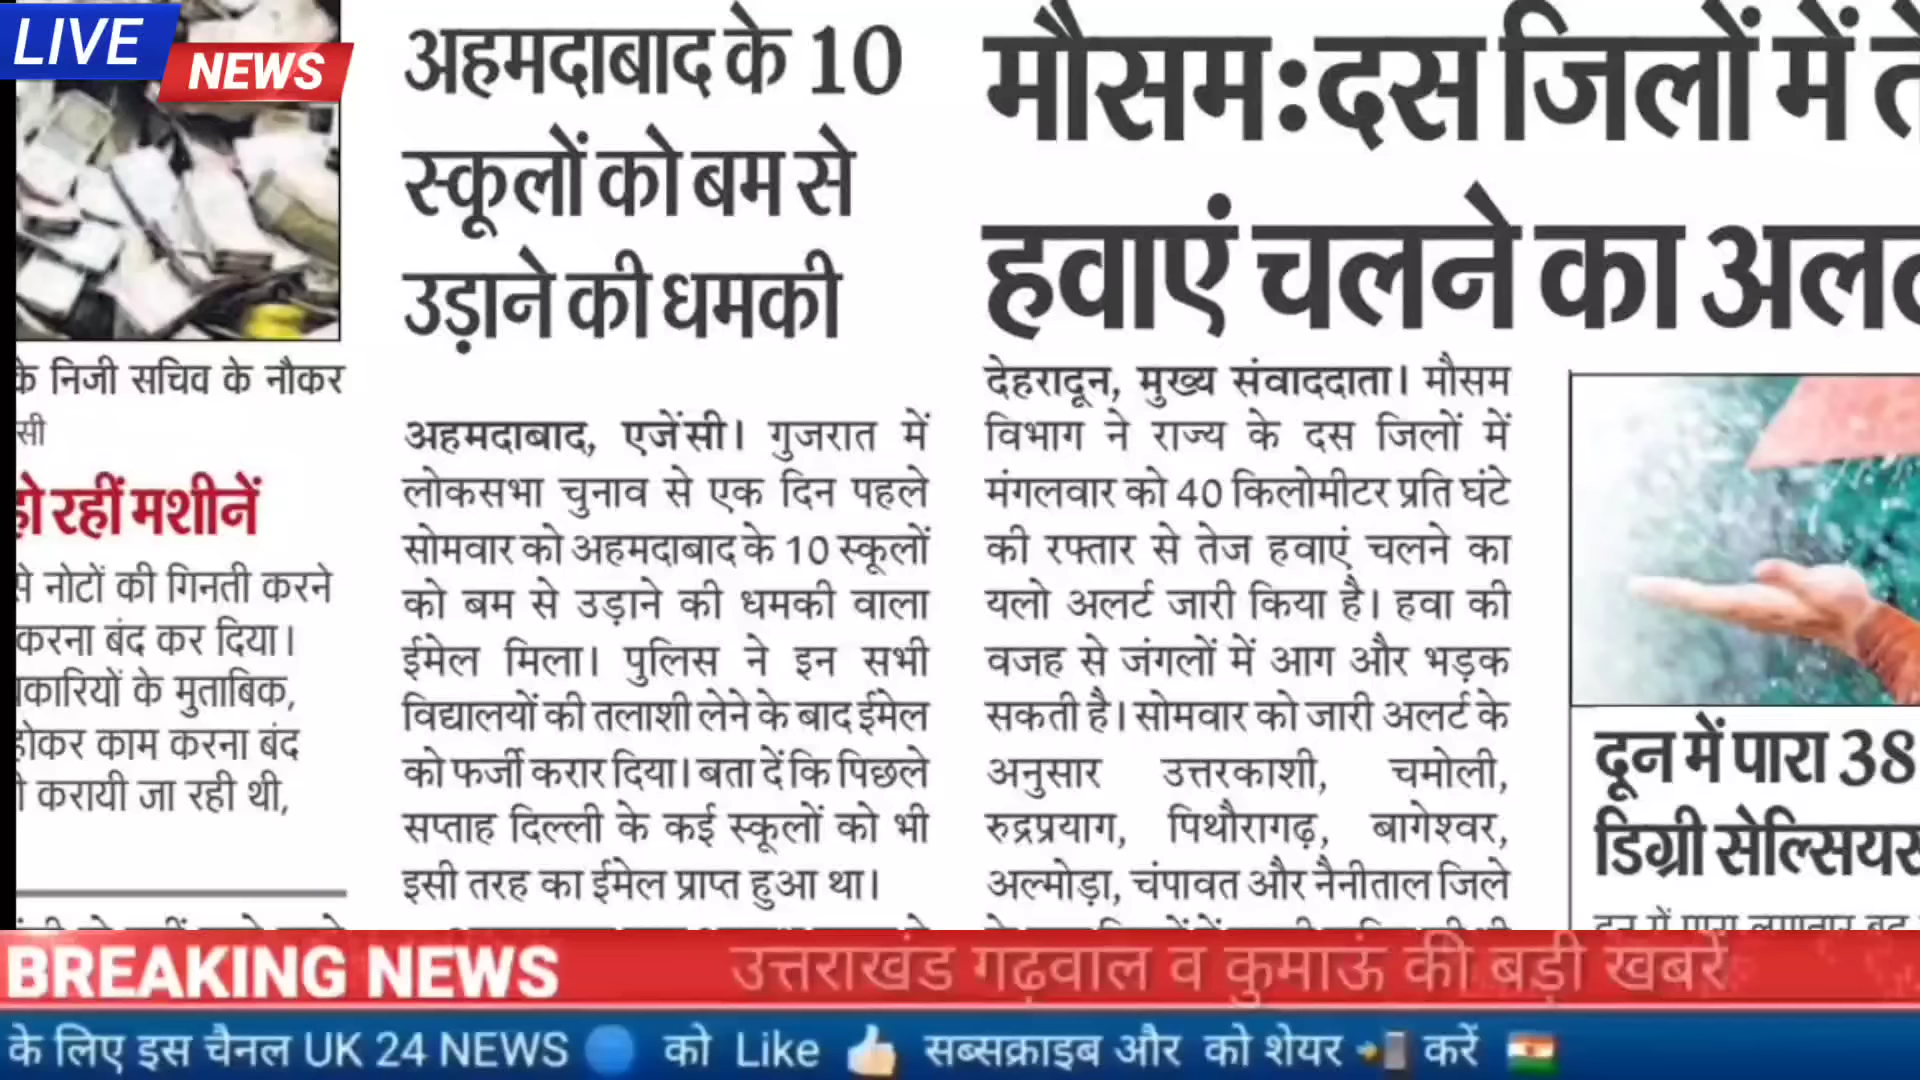 LIVE
NEWS
के निजी सचिव के नौकर
सी
हो रहीं मशीनें
से नोटों की गिनती करने
करना बंद कर दिया।
के मुताबिक,
होकर काम करना बंद
करायी जा रही थी,
अहमदाबाद के 10
स्कूलों को बम से
उड़ाने की धमकी
अहमदाबाद, एजेंसी। गुजरात में
लोकसभा चुनाव से एक दिन पहले
सोमवार को अहमदाबाद के 10 स्कूलों
को बम से उड़ाने की धमकी वाला
ईमेल मिला। पुलिस ने इन सभी
विद्यालयों की तलाशी लेने के बाद ईमेल
को फर्जी करार दिया। बता दें कि पिछले
सप्ताह दिल्ली के कई स्कूलों को भी
इसी तरह का ईमेल प्राप्त हुआ था।
मौसम:दस जिलों में
हवाएं चलने का
देहरादून, मुख्य संवाददाता। मौसम
विभाग ने राज्य के दस जिलों में
मंगलवार को 40 किलोमीटर प्रति घंटे
की रफ्तार से तेज हवाएं चलने का
यलो अलर्ट जारी किया है। हवा की
वजह से जंगलों में आग और भड़क
सकती है। सोमवार को जारी अलर्ट के
अनुसार उत्तरकाशी, चमोली,
रुद्रप्रयाग, पिथौरागढ़, बागेश्वर,
अल्मोड़ा, चंपावत और नैनीताल जिले
दून में पारा 38
डिग्री सेल्सियस
BREAKING NEWS
उत्तराखंड गढ़वाल व कुमाऊं की बड़ी खबरें
के लिए इस चैनल UK 24 NEWS को Like सब्सक्राइब और को शेयर करें